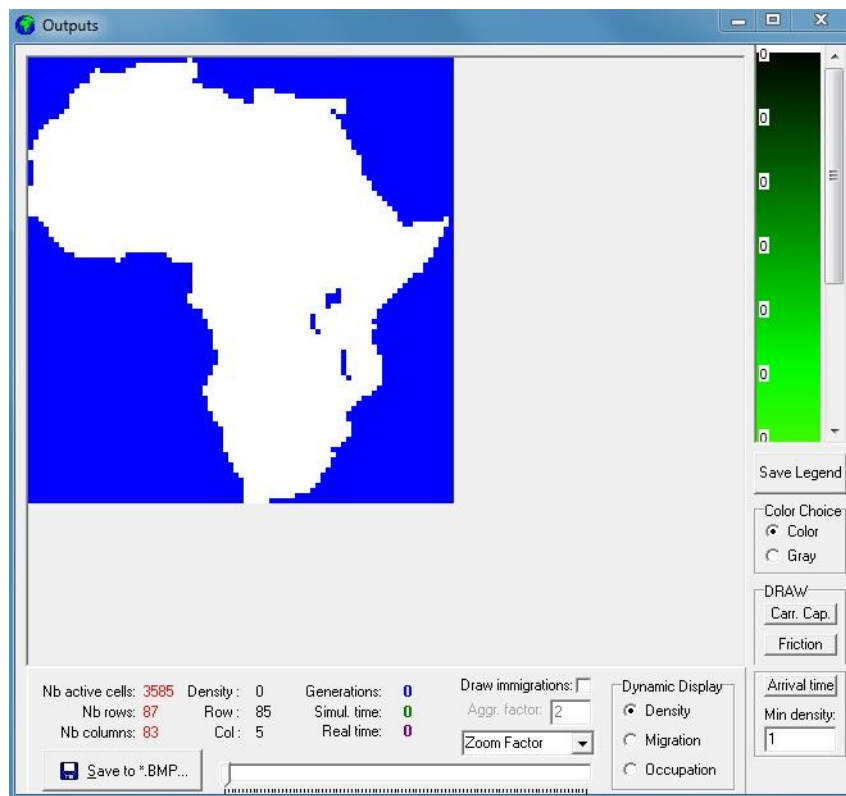 Outputs
0
0
0
0
0
0
0
Save Legend
Color Choice
Color
Gray
DRAW
Carr. Cap.
Friction
Nb active cells: 3585 Density : 0 Generations: 0 Draw immigrations:
Nb rows: 87 Row : 85 Simul. time: 0 Aggr. factor: 2
Nb columns: 83 Col : 5 Real time: 0 Zoom Factor
Save to *.BMP...
Dynamic Display
Density
Migration
Occupation
Arrival time
Min density:
1